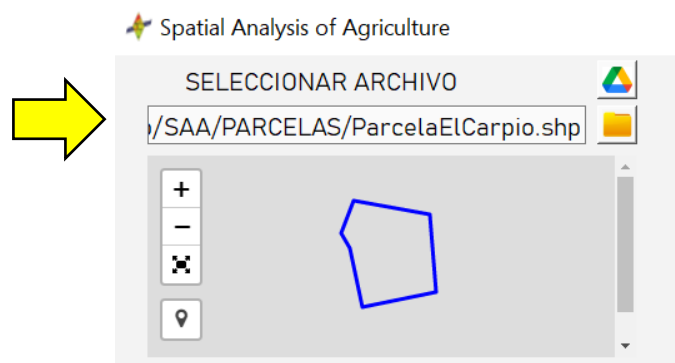 Spatial Analysis of Agriculture
SELECCIONAR ARCHIVO
/SAA/PARCELAS/ParcelaElCarpio.shp
+
−